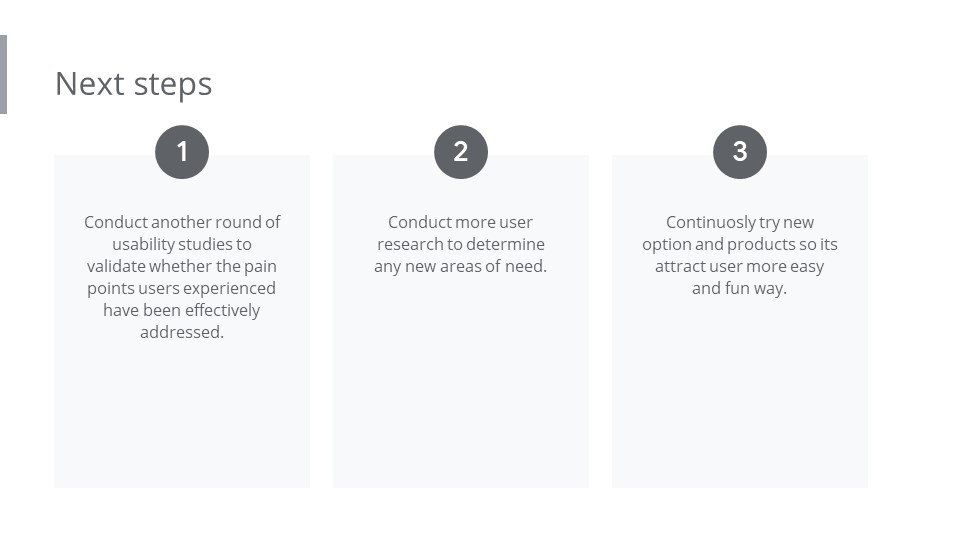 Next steps
1
Conduct another round of
usability studies to
validate whether the pain
points users experienced
have been effectively
addressed.
2
Conduct more user
research to determine
any new areas of need.
3
Continuosly try new
option and products so its
attract user more easy
and fun way.